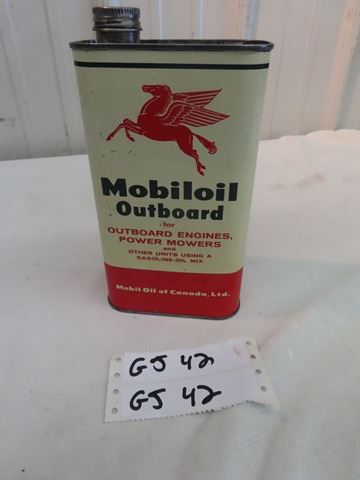 Mobiloil
Outboard
for
OUTBOARD ENGINES,
POWER MOWERS
and
OTHER UNITS USING A
GASOLINE-OIL MIX
Mobil Oil of Canada, Ltd.
GJ 42
GJ 42